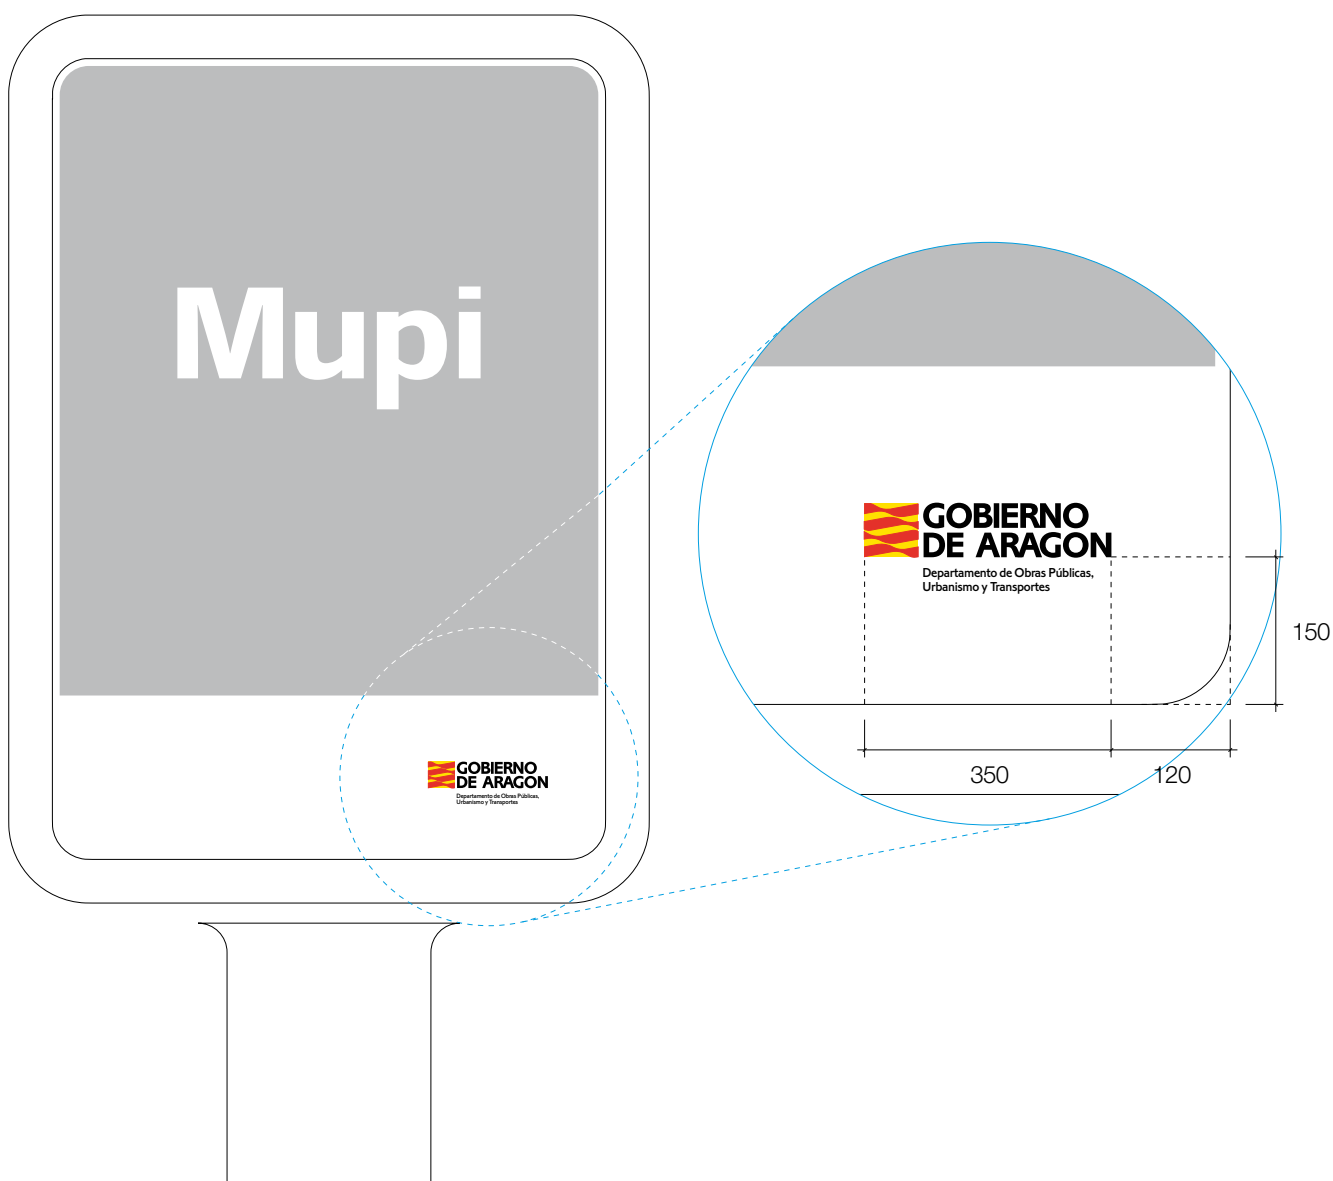 Mupi
GOBIERNO
DE ARAGON
Departamento de Obras Públicas,
Urbanismo y Transportes
GOBIERNO
DE ARAGON
Departamento de Obras Públicas,
Urbanismo y Transportes
150
350
120